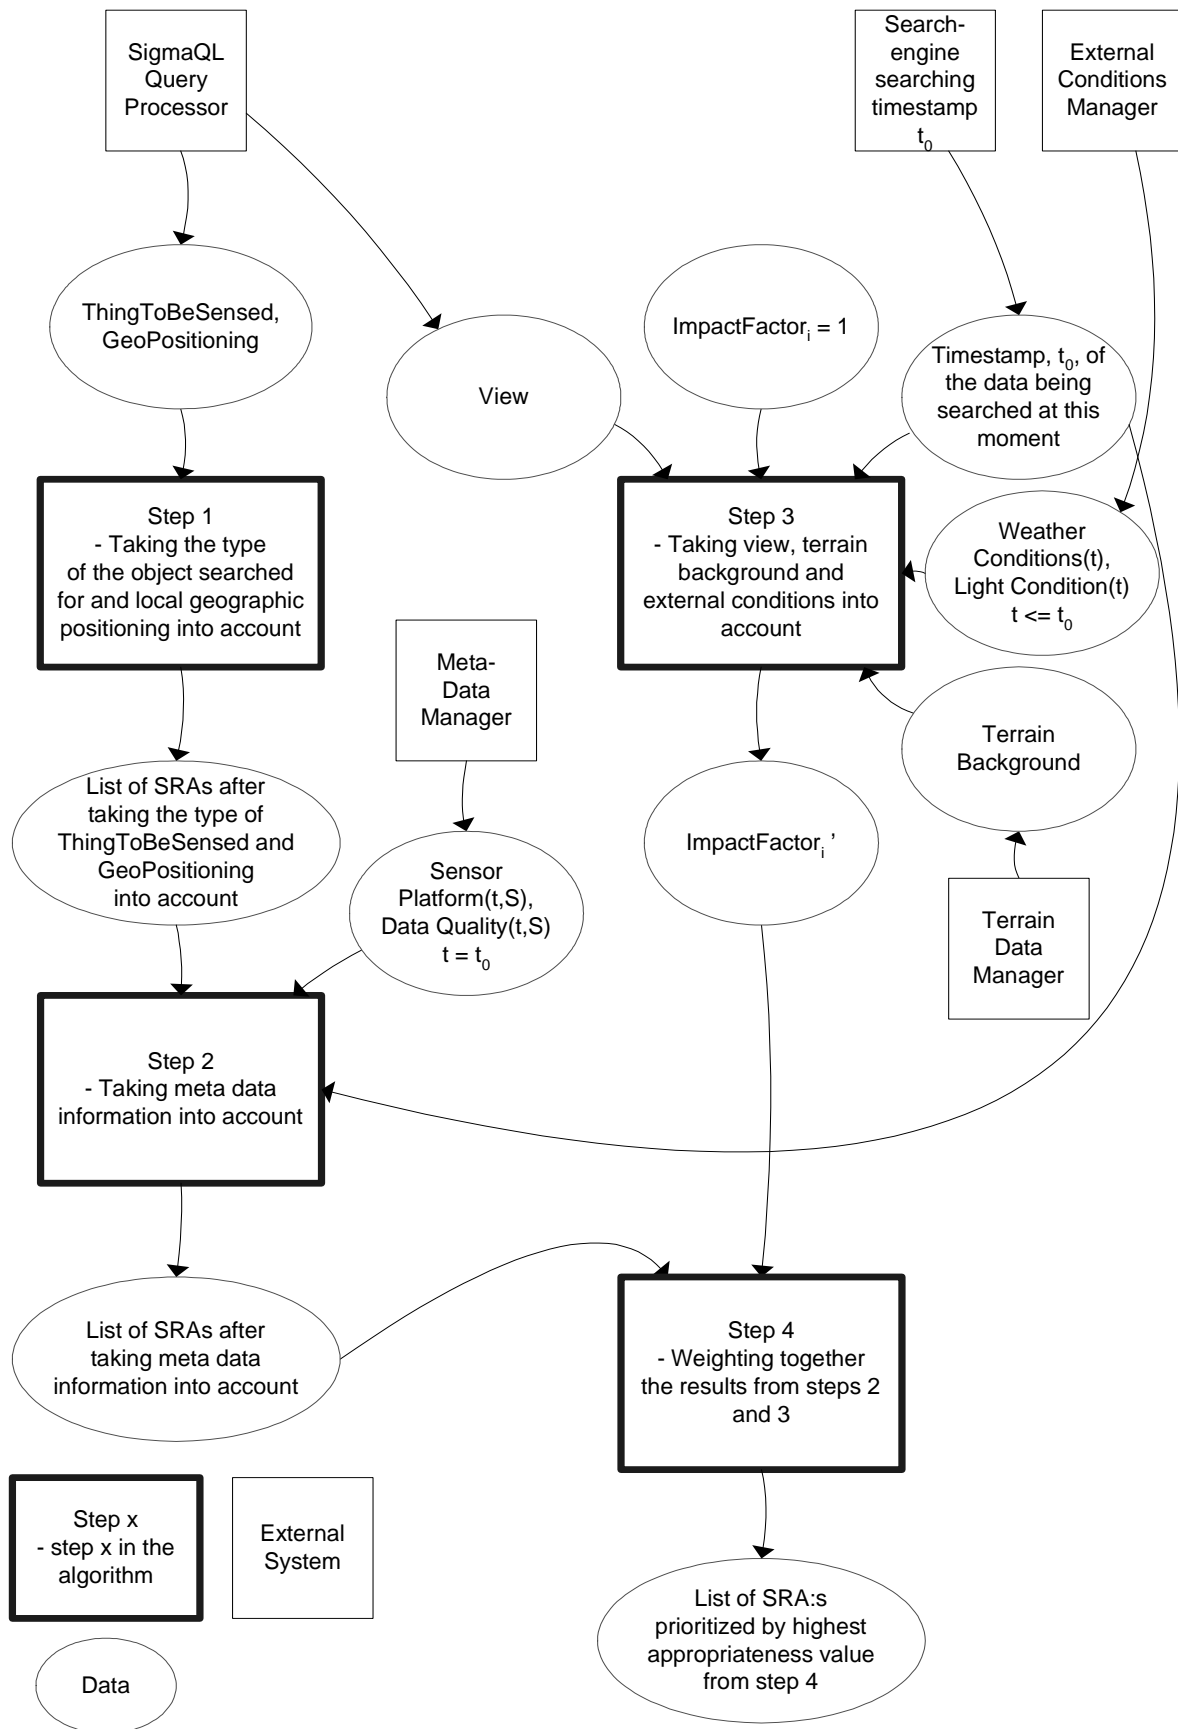 SigmaQL
Query
Processor
Search-
engine
searching
timestamp
t0
External
Conditions
Manager
ThingToBeSensed,
GeoPositioning
View
ImpactFactori = 1
Timestamp, t0, of
the data being
searched at this
moment
Step 1
- Taking the type
of the object searched
for and local geographic
positioning into account
Step 3
- Taking view, terrain
background and
external conditions into
account
Weather
Conditions(t),
Light Condition(t)
t <= t0
Meta-
Data
Manager
Terrain
Background
List of SRAs after
taking the type of
ThingToBeSensed and
GeoPositioning
into account
Sensor
Platform(t,S),
Data Quality(t,S)
t = t0
ImpactFactori ’
Terrain
Data
Manager
Step 2
- Taking meta data
information into account
List of SRAs after
taking meta data
information into account
Step 4
- Weighting together
the results from steps 2
and 3
Step x
- step x in the
algorithm
External
System
Data
List of SRA:s
prioritized by highest
appropriateness value
from step 4